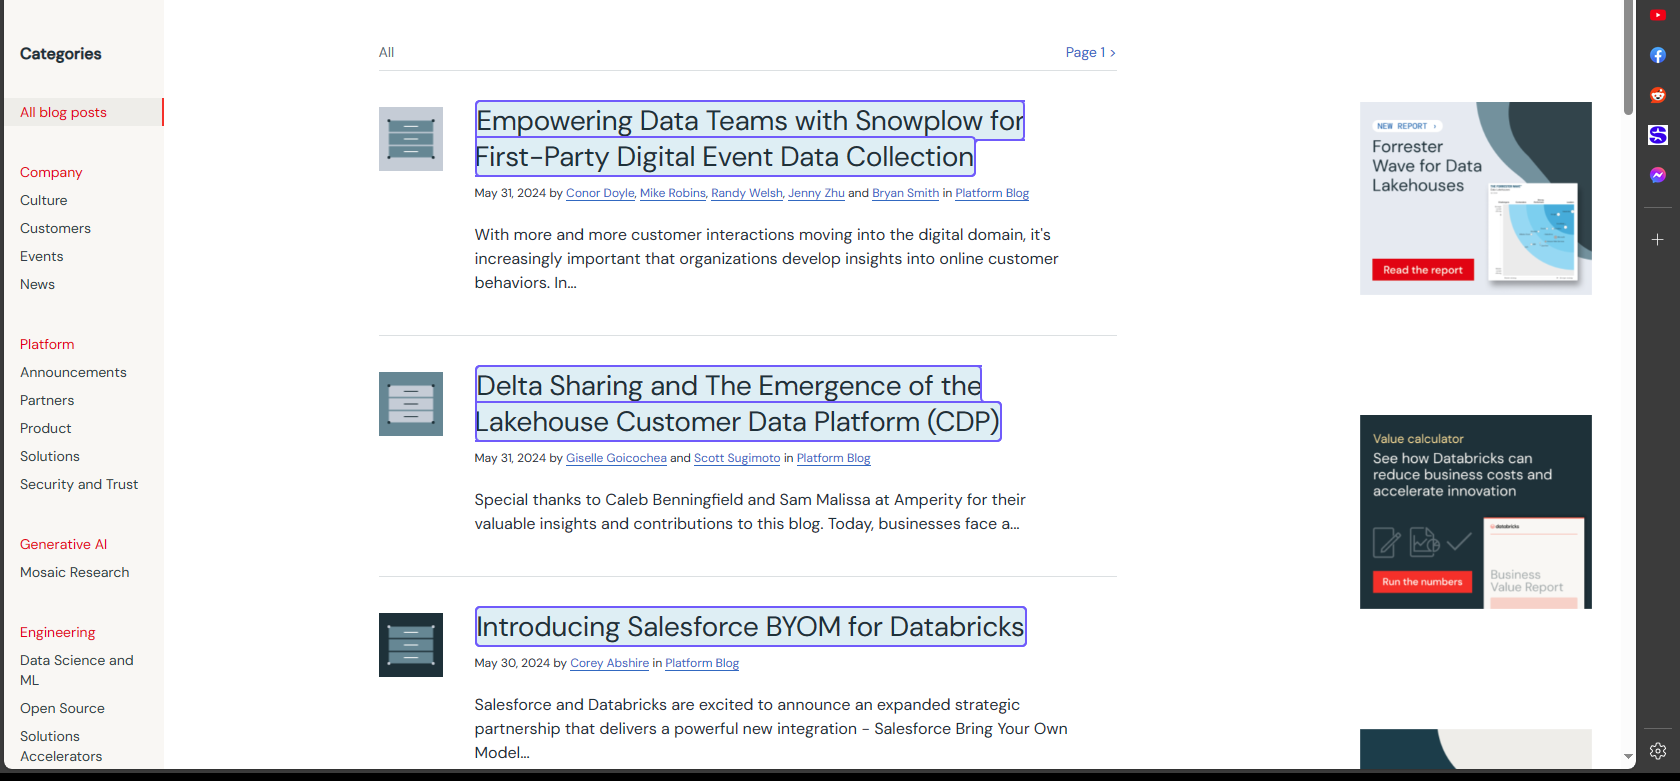 Categories
All blog posts
Company
Culture
Customers
Events
News
Platform
Announcements
Partners
Product
Solutions
Security and Trust
Generative AI
Mosaic Research
Engineering
Data Science and
ML
Open Source
Solutions
Accelerators
All
Page 1 >
Empowering Data Teams with Snowplow for
First-Party Digital Event Data Collection
May 31, 2024 by Conor Doyle, Mike Robins, Randy Welsh, Jenny Zhu and Bryan Smith in Platform Blog
With more and more customer interactions moving into the digital domain, it's
increasingly important that organizations develop insights into online customer
behaviors. In...
Delta Sharing and The Emergence of the
Lakehouse Customer Data Platform (CDP)
May 31, 2024 by Giselle Goicochea and Scott Sugimoto in Platform Blog
Special thanks to Caleb Benningfield and Sam Malissa at Amperity for their
valuable insights and contributions to this blog. Today, businesses face a...
Introducing Salesforce BYOM for Databricks
May 30, 2024 by Corey Abshire in Platform Blog
Salesforce and Databricks are excited to announce an expanded strategic
partnership that delivers a powerful new integration - Salesforce Bring Your Own
Model...
NEW REPORT >
Forrester
Wave for Data
Lakehouses
Read the report
Value calculator
See how Databricks can
reduce business costs and
accelerate innovation
databricks
Business
Value Report
Run the numbers